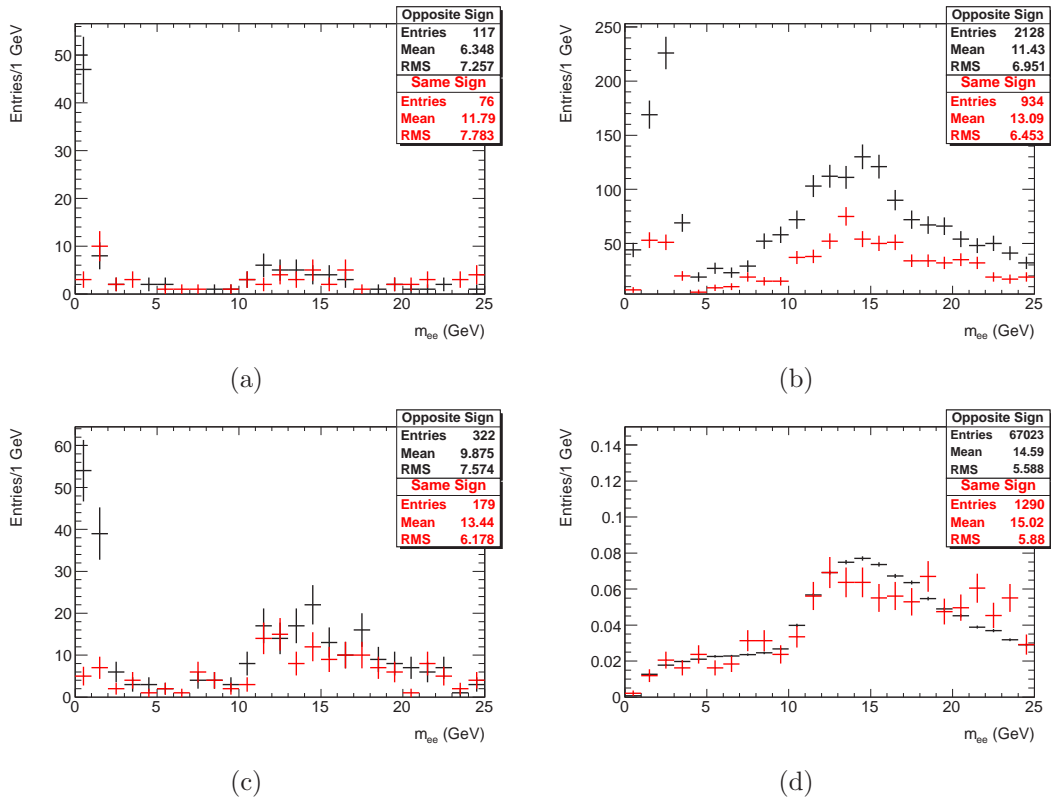 Entries/1 GeV
50
40
30
20
10
0
0 5 10 15 20 25
m_ee (GeV)
Opposite Sign
Entries 117
Mean 6.348
RMS 7.257
Same Sign
Entries 76
Mean 11.79
RMS 7.783
(a)
Entries/1 GeV
250
200
150
100
50
0 5 10 15 20 25
m_ee (GeV)
Opposite Sign
Entries 2128
Mean 11.43
RMS 6.951
Same Sign
Entries 934
Mean 13.09
RMS 6.453
(b)
Entries/1 GeV
60
50
40
30
20
10
0
0 5 10 15 20 25
m_ee (GeV)
Opposite Sign
Entries 322
Mean 9.875
RMS 7.574
Same Sign
Entries 179
Mean 13.44
RMS 6.178
(c)
Entries/1 GeV
0.14
0.12
0.1
0.08
0.06
0.04
0.02
0
0 5 10 15 20 25
m_ee (GeV)
Opposite Sign
Entries 67023
Mean 14.59
RMS 5.588
Same Sign
Entries 1290
Mean 15.02
RMS 5.88
(d)